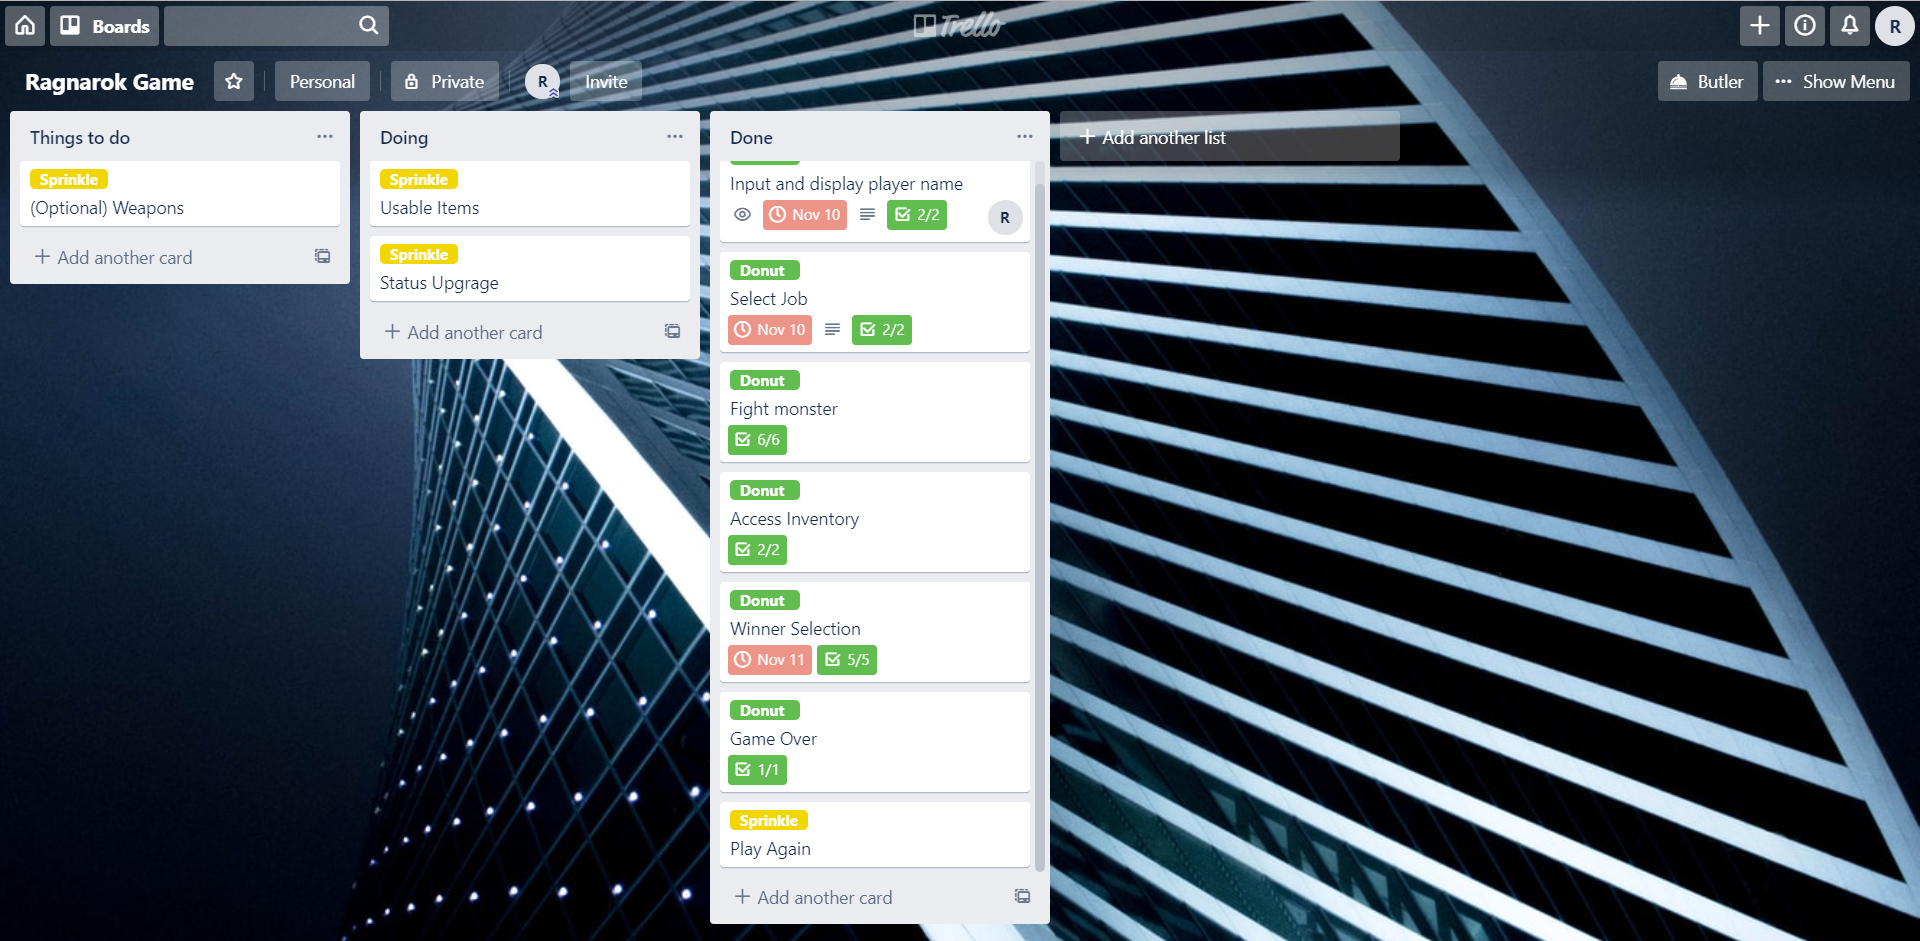 Boards
Trello
R
Ragnarok Game
Personal
Private
R
Invite
Butler
Show Menu
Things to do
Sprinkle
(Optional) Weapons
Add another card
Doing
Sprinkle
Usable Items
Sprinkle
Status Upgrage
Add another card
Done
Input and display player name
Nov 10
2/2
R
Donut
Select Job
Nov 10
2/2
Donut
Fight monster
6/6
Donut
Access Inventory
2/2
Donut
Winner Selection
Nov 11
5/5
Donut
Game Over
1/1
Sprinkle
Play Again
Add another card
Add another list